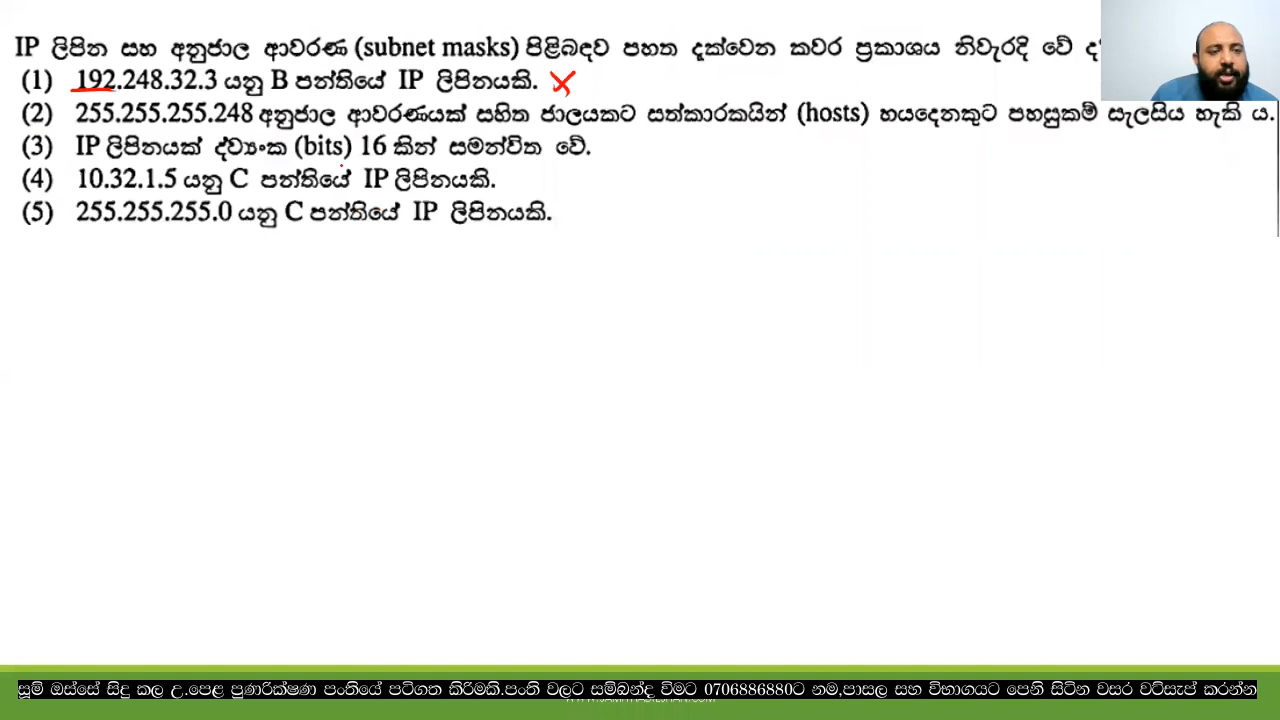 IP ලිපින සහ අනුජාල ආවරණ (subnet masks) පිළිබඳව පහත දැක්වෙන කවර ප්‍රකාශය නිවැරදි වේ ද
(1) 192.248.32.3 යනු B පන්තියේ IP ලිපිනයකි.
(2) 255.255.255.248 අනුජාල ආවරණයක් සහිත ජාලයකට සත්කාරකයින් (hosts) හයදෙනකුට පහසුකම් සැලසිය හැකි ය.
(3) IP ලිපිනයක් ද්ව්‍යංක (bits) 16 කින් සමන්විත වේ.
(4) 10.32.1.5 යනු C පන්තියේ IP ලිපිනයකි.
(5) 255.255.255.0 යනු C පන්තියේ IP ලිපිනයකි.
සූම් ඔස්සේ සිදු කල උ.පෙළ පුණරීක්ෂණ පංතියේ පටිගත කිරීමකි.පංති වලට සම්බන්ද වීමට 0706886880ට නම,පාසල සහ විභාගයට පෙනී සිටින වසර වට්සැප් කරන්න